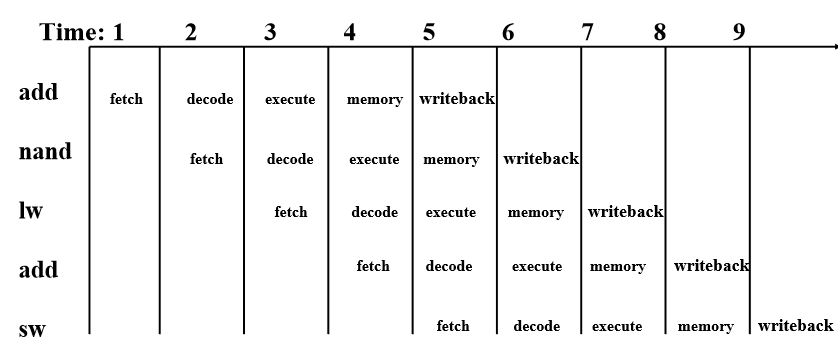 Time: 1 2 3 4 5 6 7 8 9
add fetch decode execute memory writeback
nand fetch decode execute memory writeback
lw fetch decode execute memory writeback
add fetch decode execute memory writeback
sw fetch decode execute memory writeback